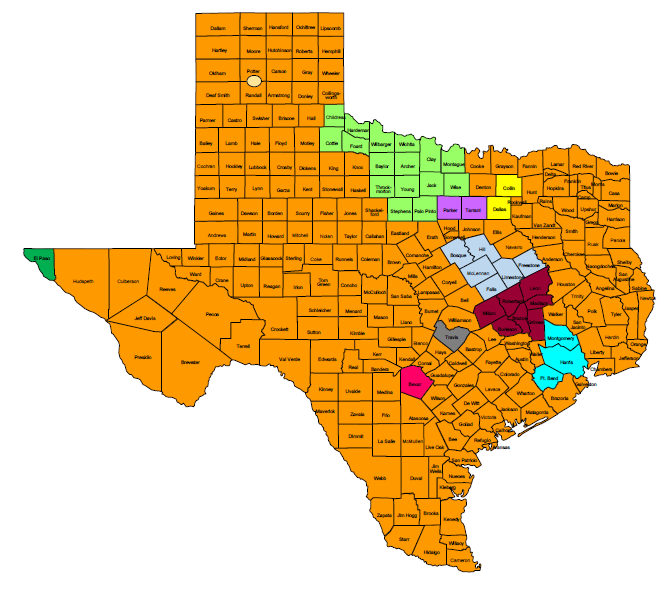 Dallam Sherman Hansford Ochiltree Lipscomb
Hartley Moore Hutchinson Roberts Hemphill
Oldham Potter Carson Gray Wheeler
Deaf Smith Randall Armstrong Donley Collings-
worth
Parmer Castro Swisher Briscoe Hall Childress
Hardeman
Bailey Lamb Hale Floyd Motley Cottle Foard Wilbarger Wichita
Clay Montague Cooke Grayson Fannin Lamar Red River Bowie
Delta Franklin Titus Morris Cass
Cochran Hockley Lubbock Crosby Dickens King Knox Baylor Archer
Yoakum Terry Lynn Garza Kent Stonewall Haskell Throck-
morton Young Jack Wise Denton Collin Hunt Hopkins
Rockwall Rains Wood Upshur Marion
Gaines Dawson Borden Scurry Fisher Jones Shackel-
ford Stephens Palo Pinto Parker Tarrant Dallas Kaufman Van Zandt Gregg Harrison
Andrews Martin Howard Mitchell Nolan Taylor Callahan Eastland Erath Hood Johnson Ellis Henderson Smith Rusk Panola
El Paso Hudspeth Culberson Reeves Loving Winkler Ector Midland Glasscock Sterling Coke Runnels Coleman Brown Comanche Bosque Hill Navarro Anderson Cherokee Nacogdoches Shelby
Ward Crane Upton Reagan Irion Tom
Green Concho McCulloch San Saba Mills Hamilton Coryell McLennan Limestone Freestone Leon Houston Angelina San
Augustine Sabine
Jeff Davis Pecos Crockett Schleicher Menard Mason Lampasas Bell Falls Robertson Madison Trinity Polk Tyler Jasper Newton
Presidio Brewster Terrell Val Verde Sutton Kimble Llano Burnet Williamson Milam Brazos Walker San
Jacinto Hardin Orange
Edwards Kerr Gillespie Blanco Travis Lee Burleson Washington Montgomery Liberty Jefferson
Real Bandera Kendall Hays Bastrop Austin Harris Chambers
Kinney Uvalde Medina Bexar Comal Caldwell Fayette Colorado Ft. Bend Galveston
Guadalupe Gonzales Lavaca Wharton Brazoria
Maverick Zavala Frio Atascosa Wilson De Witt Jackson Matagorda
Karnes Victoria
Dimmit La Salle McMullen Live Oak Bee Goliad Calhoun
Refugio
San Patricio
Webb Duval Jim
Wells Nueces
Kleberg
Zapata Jim Hogg Brooks Kenedy
Starr Hidalgo Willacy
Cameron